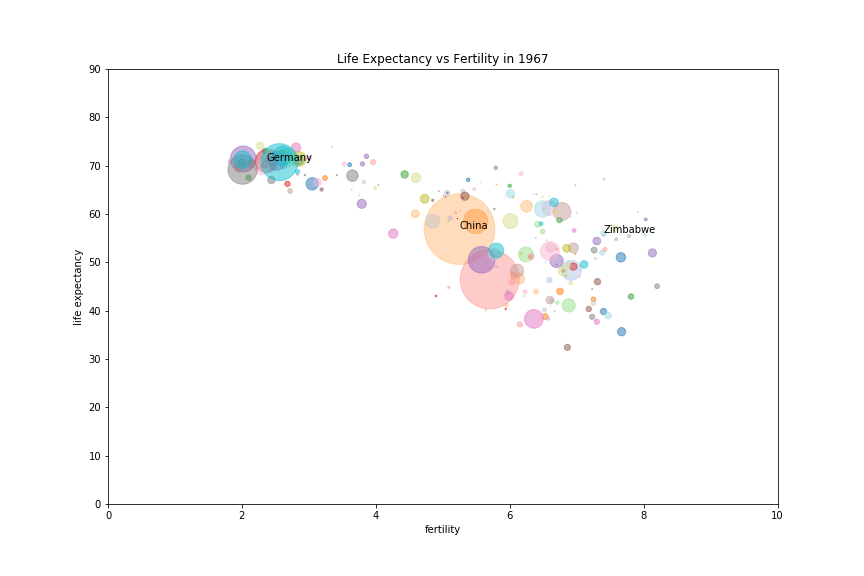 Life Expectancy vs Fertility in 1967
90
80
70
60
50
40
30
20
10
0
life expectancy
Germany
China
Zimbabwe
0 2 4 6 8 10
fertility